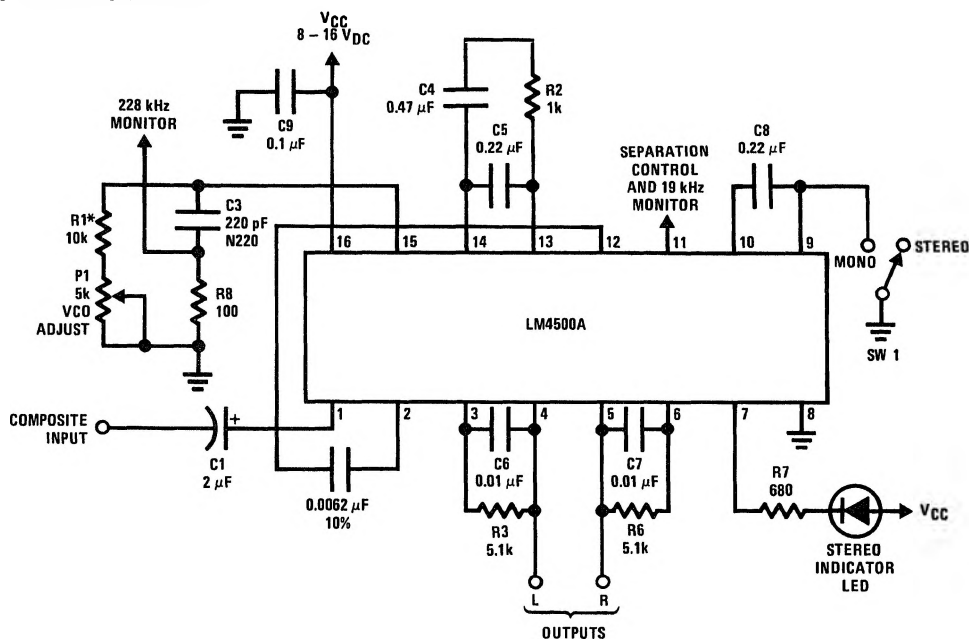 VCC
8 – 16 VDC
C9
0.1 µF
228 kHz
MONITOR
C4
0.47 µF
R2
1k
C5
0.22 µF
SEPARATION
CONTROL
AND 19 kHz
MONITOR
C8
0.22 µF
R1*
10k
C3
220 pF
N220
P1
5k
VCO
ADJUST
R8
100
16
15
14
13
12
11
10
9
MONO
STEREO
SW 1
LM4500A
COMPOSITE
INPUT
C1
2 µF
+
1
2
3
4
5
6
7
8
0.0062 µF
10%
C6
0.01 µF
C7
0.01 µF
R3
5.1k
R6
5.1k
R7
680
VCC
STEREO
INDICATOR
LED
L
R
OUTPUTS